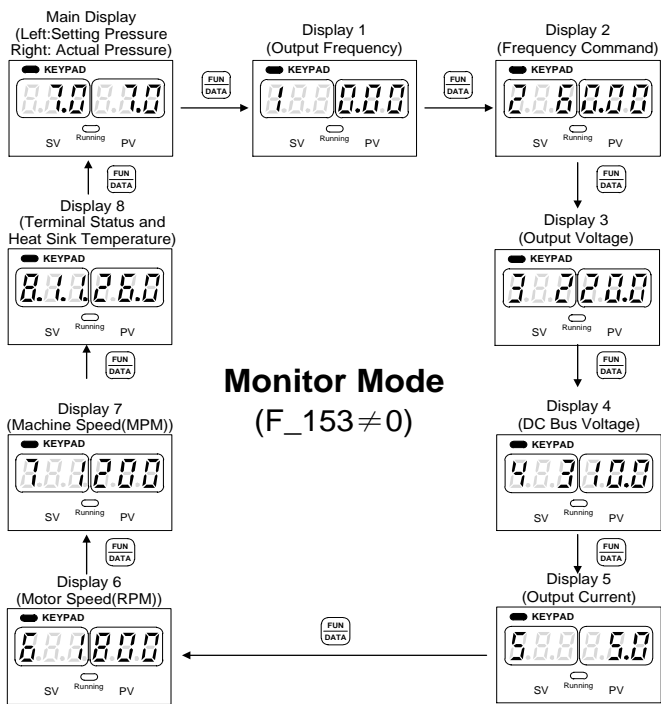 Main Display
(Left:Setting Pressure
Right: Actual Pressure)
KEYPAD
7.0 7.0
SV Running PV
FUN
DATA
Display 1
(Output Frequency)
KEYPAD
1 0.00
SV Running PV
FUN
DATA
Display 2
(Frequency Command)
KEYPAD
2 60.00
SV Running PV
FUN
DATA
Display 3
(Output Voltage)
KEYPAD
3 220.0
SV Running PV
FUN
DATA
Display 4
(DC Bus Voltage)
KEYPAD
4 310.0
SV Running PV
FUN
DATA
Display 5
(Output Current)
KEYPAD
5 5.0
SV Running PV
FUN
DATA
Display 6
(Motor Speed(RPM))
KEYPAD
6 1800
SV Running PV
FUN
DATA
Display 7
(Machine Speed(MPM))
KEYPAD
7 1200
SV Running PV
FUN
DATA
Display 8
(Terminal Status and
Heat Sink Temperature)
KEYPAD
8.1.1.26.0
SV Running PV
FUN
DATA
Monitor Mode
(F_153≠0)